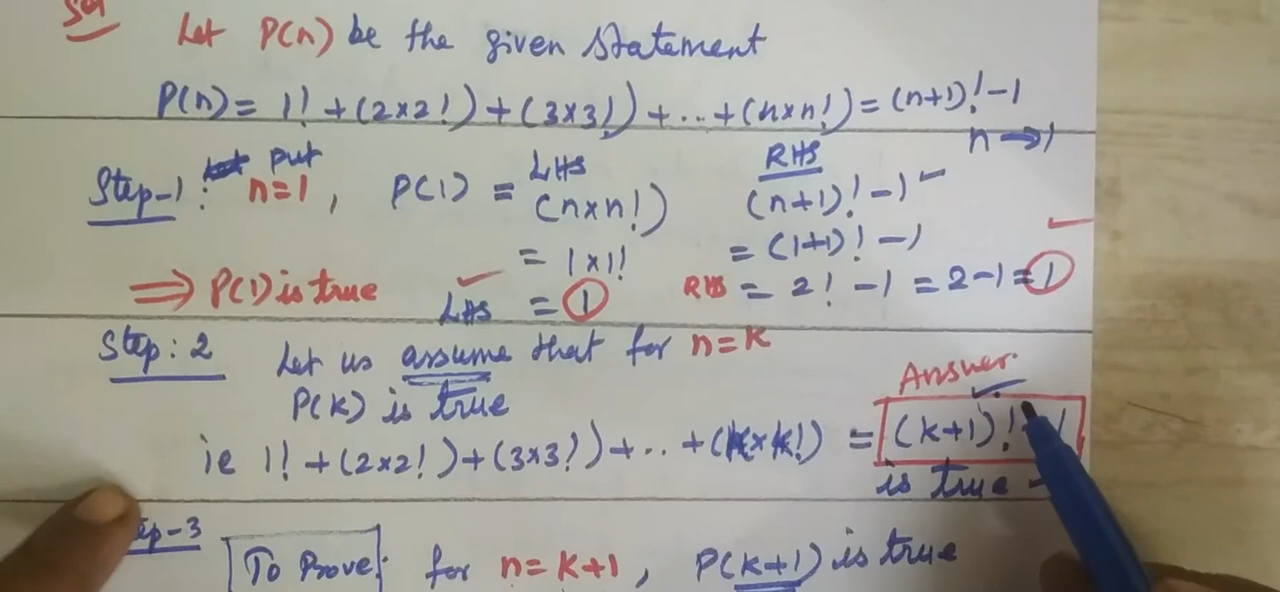 Sol
Let P(n) be the given statement
P(n) = 1! + (2×2!) + (3×3!) + ... + (n×n!) = (n+1)! - 1
n → 1
Step-1: put n=1, P(1) = LHS (n×n!) RHS (n+1)! - 1
= 1×1! = (1+1)! - 1
⇒ P(1) is true LHS = 1 RHS = 2! - 1 = 2 - 1 = 1
Step: 2 Let us assume that for n=k
P(k) is true
Answer
ie 1! + (2×2!) + (3×3!) + ... + (k×k!) = (k+1)! - 1
is true
ep-3 To Prove: for n=k+1, P(k+1) is true